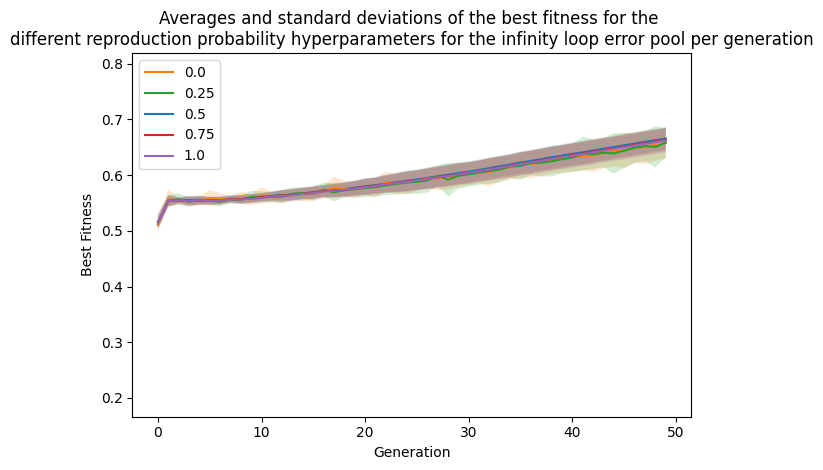 Averages and standard deviations of the best fitness for the
different reproduction probability hyperparameters for the infinity loop error pool per generation
0.8
0.7
0.6
0.5
0.4
0.3
0.2
Best Fitness
0.0
0.25
0.5
0.75
1.0
0 10 20 30 40 50
Generation